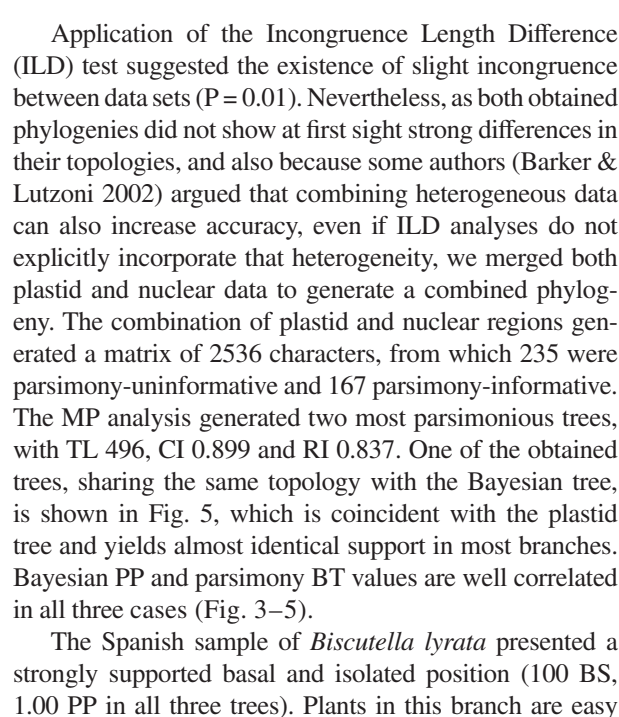 Application of the Incongruence Length Difference
(ILD) test suggested the existence of slight incongruence
between data sets (P = 0.01). Nevertheless, as both obtained
phylogenies did not show at first sight strong differences in
their topologies, and also because some authors (Barker &
Lutzoni 2002) argued that combining heterogeneous data
can also increase accuracy, even if ILD analyses do not
explicitly incorporate that heterogeneity, we merged both
plastid and nuclear data to generate a combined phylog-
eny. The combination of plastid and nuclear regions gen-
erated a matrix of 2536 characters, from which 235 were
parsimony-uninformative and 167 parsimony-informative.
The MP analysis generated two most parsimonious trees,
with TL 496, CI 0.899 and RI 0.837. One of the obtained
trees, sharing the same topology with the Bayesian tree,
is shown in Fig. 5, which is coincident with the plastid
tree and yields almost identical support in most branches.
Bayesian PP and parsimony BT values are well correlated
in all three cases (Fig. 3–5).
The Spanish sample of Biscutella lyrata presented a
strongly supported basal and isolated position (100 BS,
1.00 PP in all three trees). Plants in this branch are easy